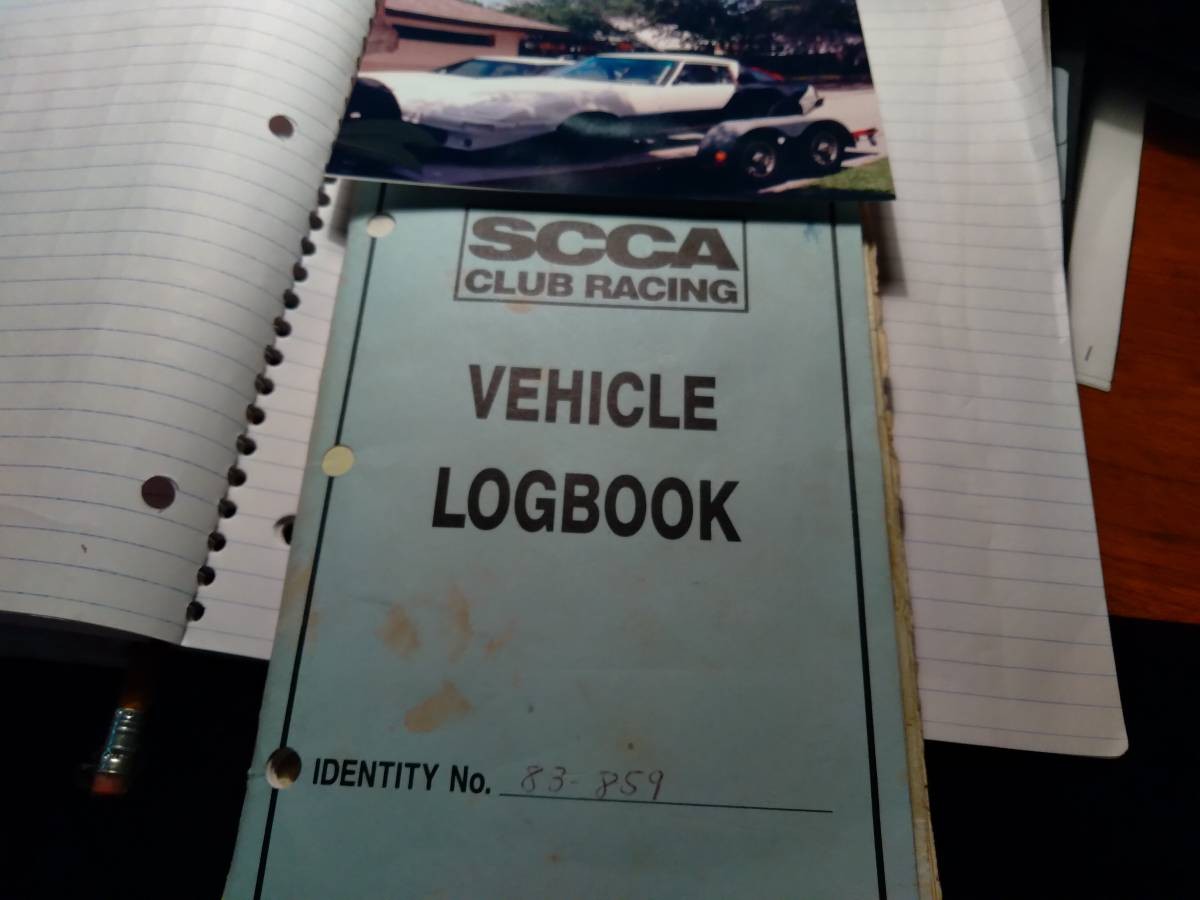 SCCA
CLUB RACING
VEHICLE
LOGBOOK
IDENTITY No. 83-859